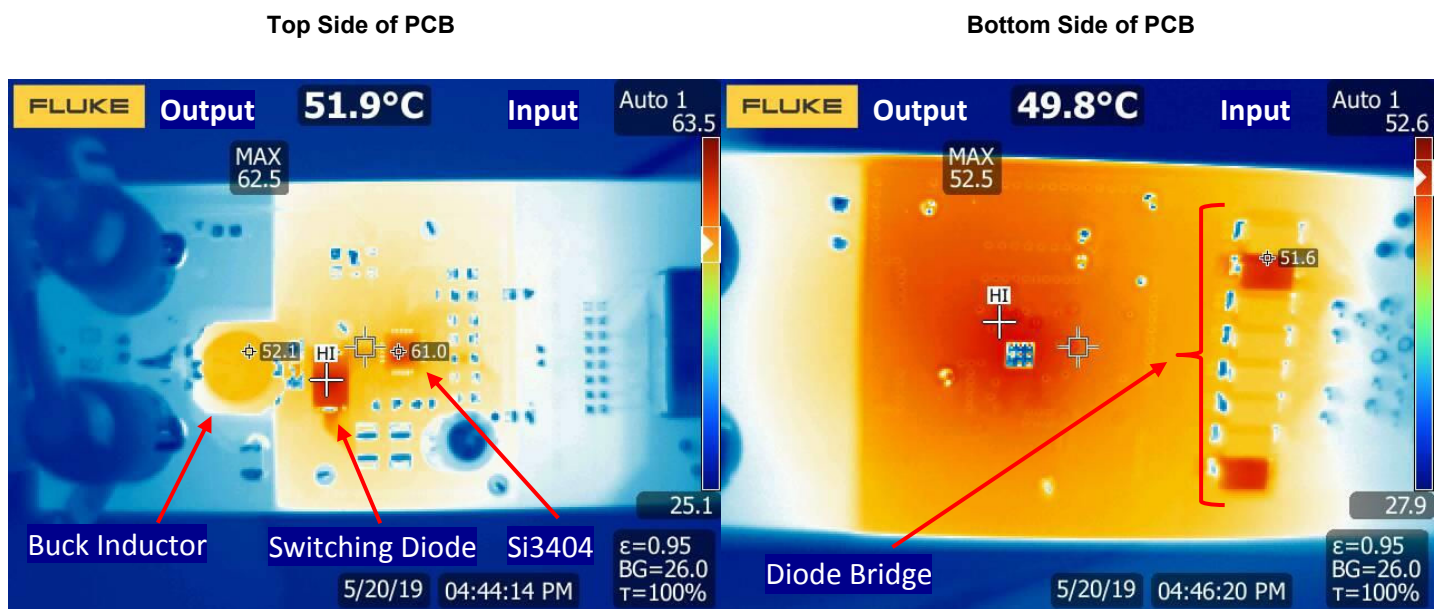 Top Side of PCB
Bottom Side of PCB
FLUKE Output 51.9°C Input Auto 1
63.5
MAX
62.5
52.1 HI 61.0
25.1
Buck Inductor Switching Diode Si3404
ε=0.95
BG=26.0
5/20/19 04:44:14 PM τ=100%
FLUKE Output 49.8°C Input Auto 1
52.6
MAX
52.5
51.6
HI
27.9
Diode Bridge
ε=0.95
BG=26.0
5/20/19 04:46:20 PM τ=100%